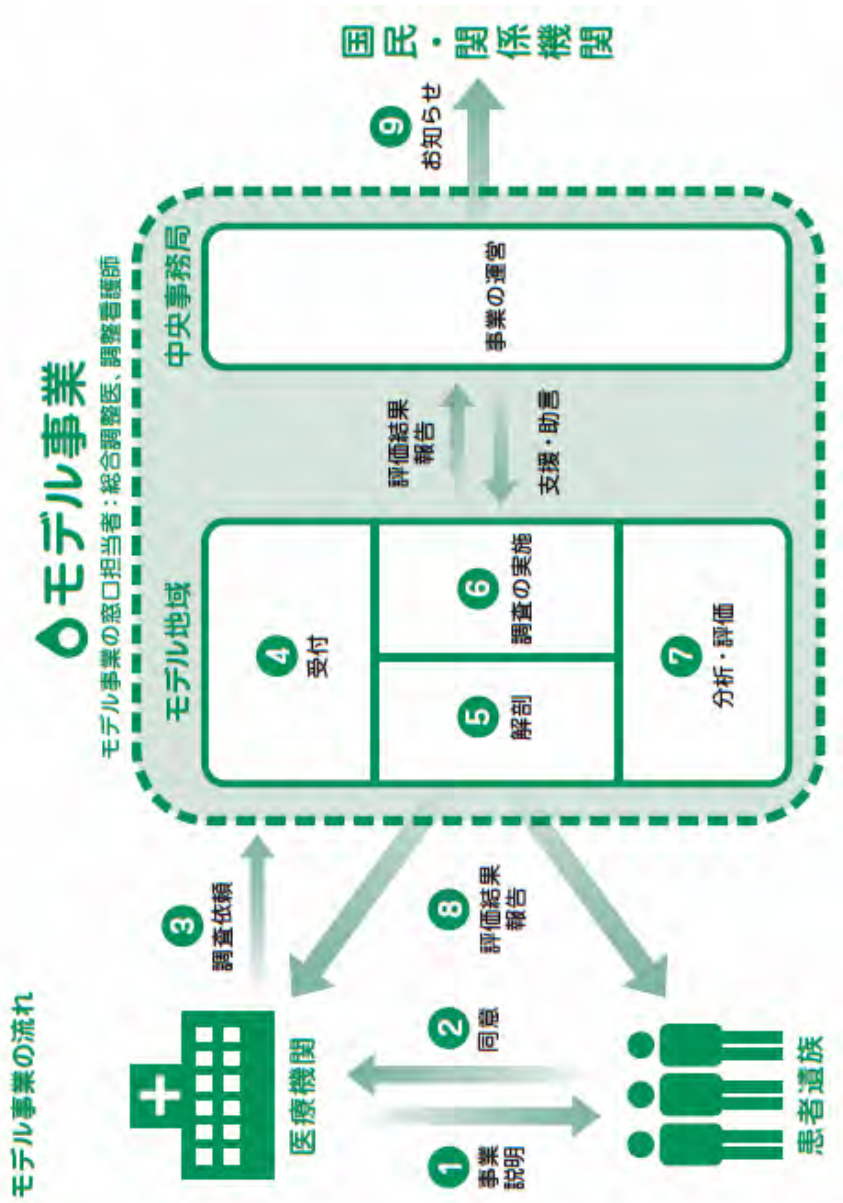 モデル事業の流れ
モデル事業
モデル事業の窓口担当者：総合調整医、調整看護師
医療機関
1
事業
説明
2
同意
患者遺族
3
調査依頼
モデル地域
4
受付
5
解剖
6
調査の実施
7
分析・評価
8
評価結果
報告
評価結果
報告
支援・助言
中央事務局
事業の運営
9
お知らせ
国民・関係機関